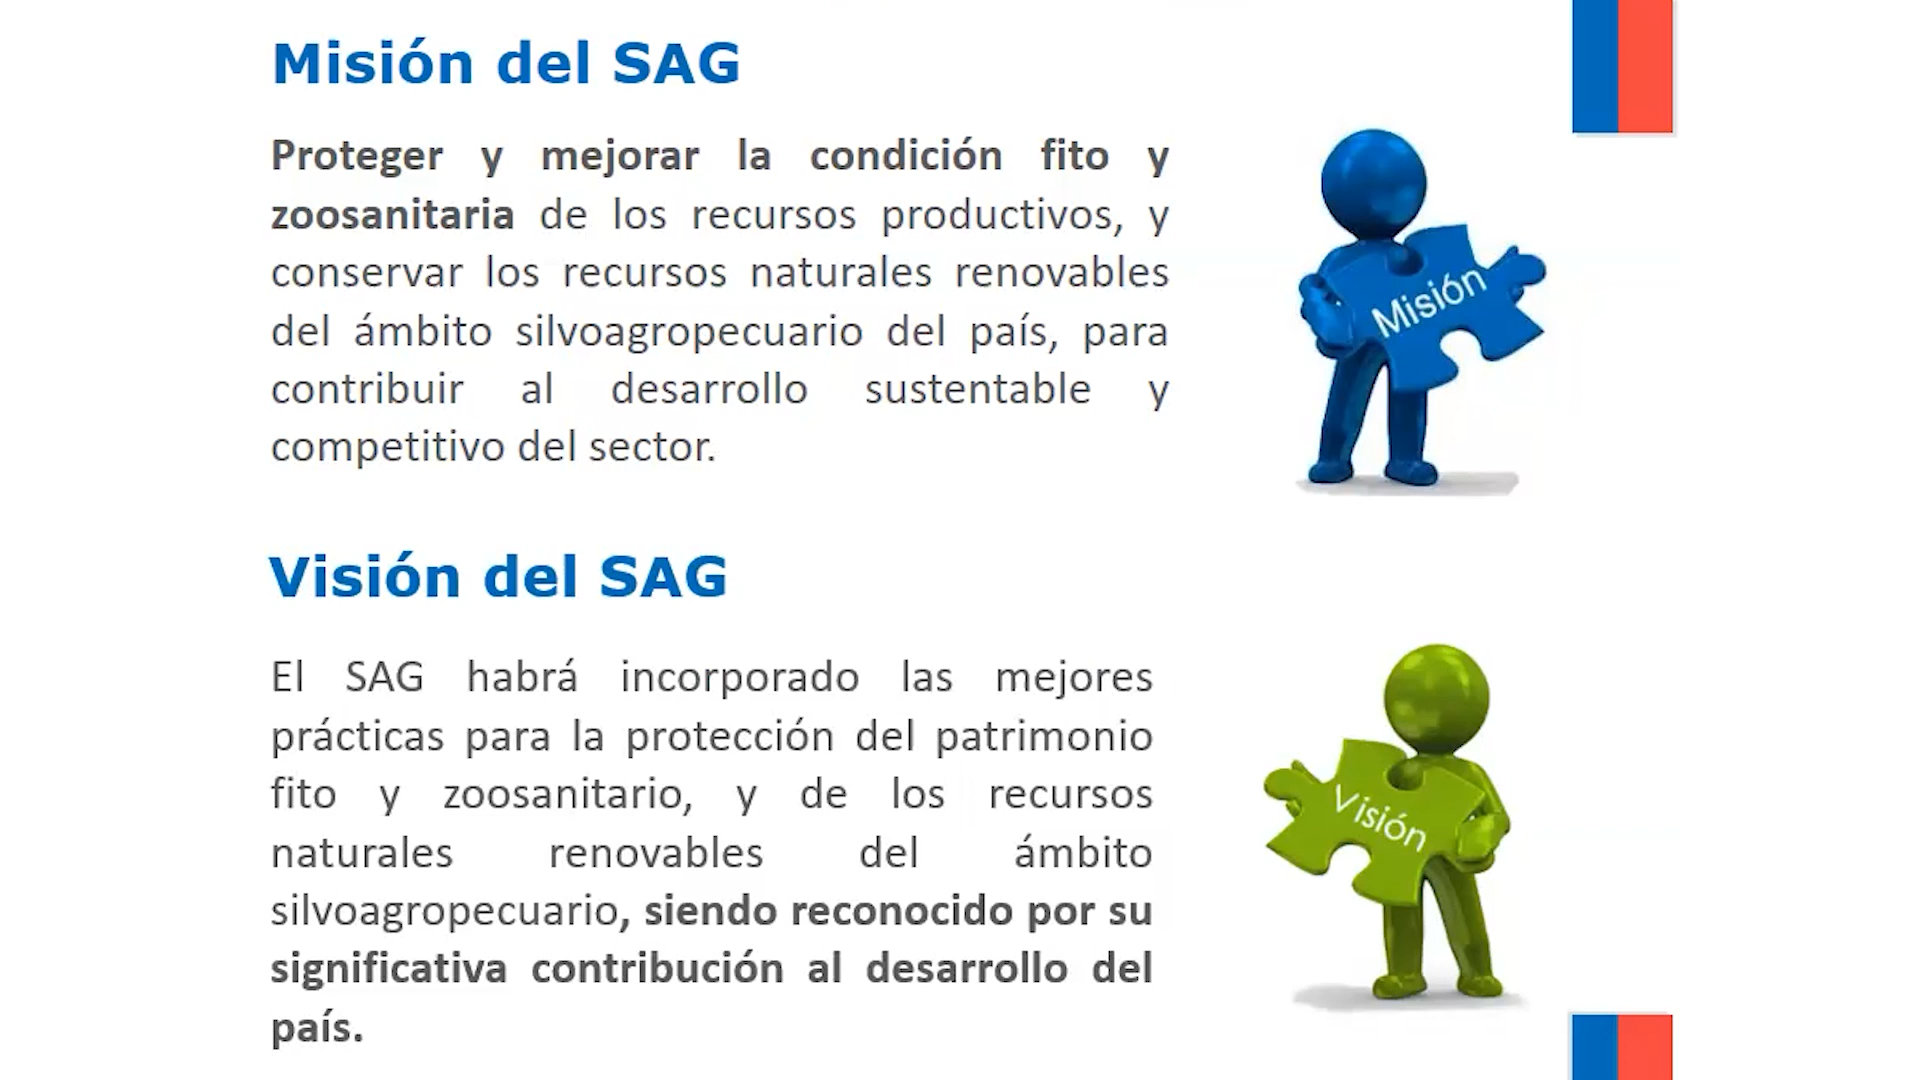 Misión del SAG
Proteger y mejorar la condición fito y
zoosanitaria de los recursos productivos, y
conservar los recursos naturales renovables
del ámbito silvoagropecuario del país, para
contribuir al desarrollo sustentable y
competitivo del sector.
Misión
Visión del SAG
El SAG habrá incorporado las mejores
prácticas para la protección del patrimonio
fito y zoosanitario, y de los recursos
naturales renovables del ámbito
silvoagropecuario, siendo reconocido por su
significativa contribución al desarrollo del
país.
Visión